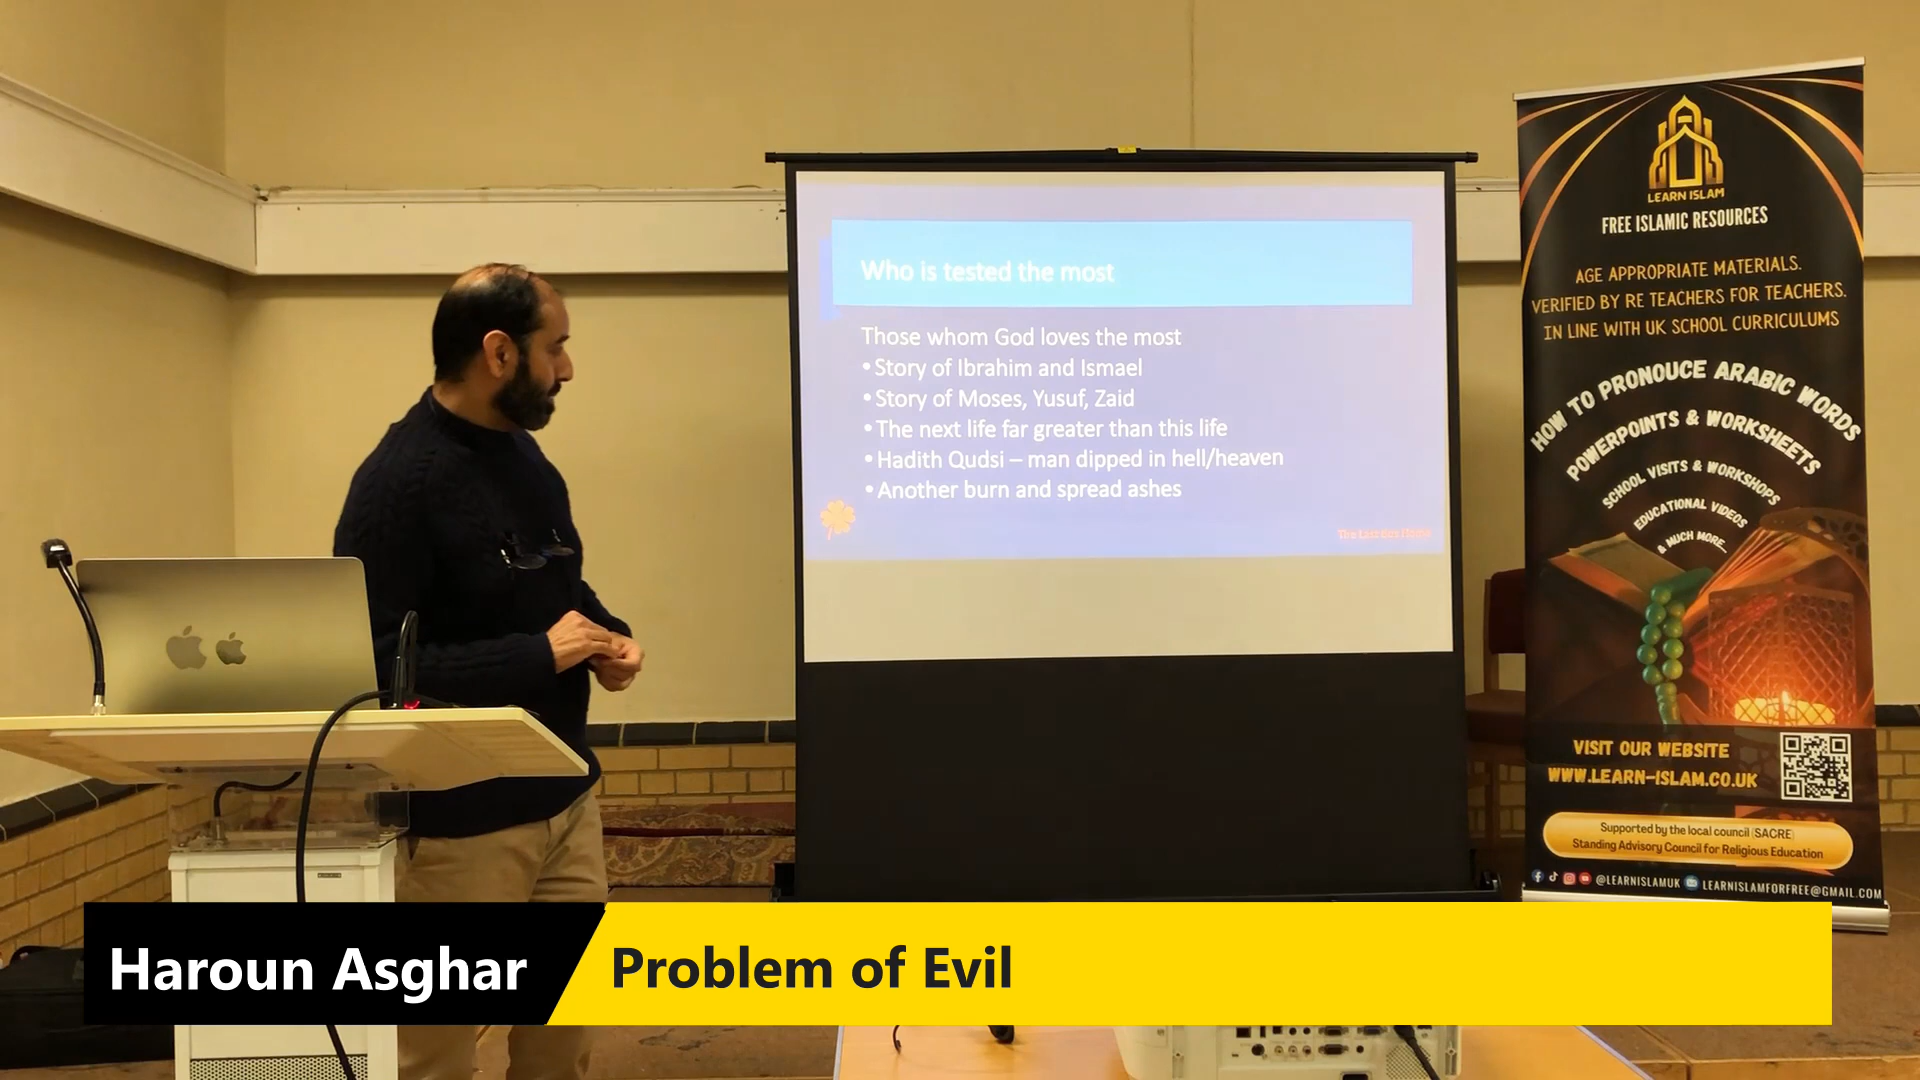 Who is tested the most
Those whom God loves the most
• Story of Ibrahim and Ismael
• Story of Moses, Yusuf, Zaid
• The next life far greater than this life
• Hadith Qudsi – man dipped in hell/heaven
• Another burn and spread ashes
LEARN ISLAM
FREE ISLAMIC RESOURCES
AGE APPROPRIATE MATERIALS.
VERIFIED BY RE TEACHERS FOR TEACHERS.
IN LINE WITH UK SCHOOL CURRICULUMS
HOW TO PRONOUCE ARABIC WORDS
POWERPOINTS & WORKSHEETS
SCHOOL VISITS & WORKSHOPS
EDUCATIONAL VIDEOS
& MUCH MORE...
VISIT OUR WEBSITE
WWW.LEARN-ISLAM.CO.UK
Supported by the local council (SACRE)
Standing Advisory Council for Religious Education
@LEARNISLAMUK LEARNISLAMFORFREE@GMAIL.COM
Haroun Asghar
Problem of Evil